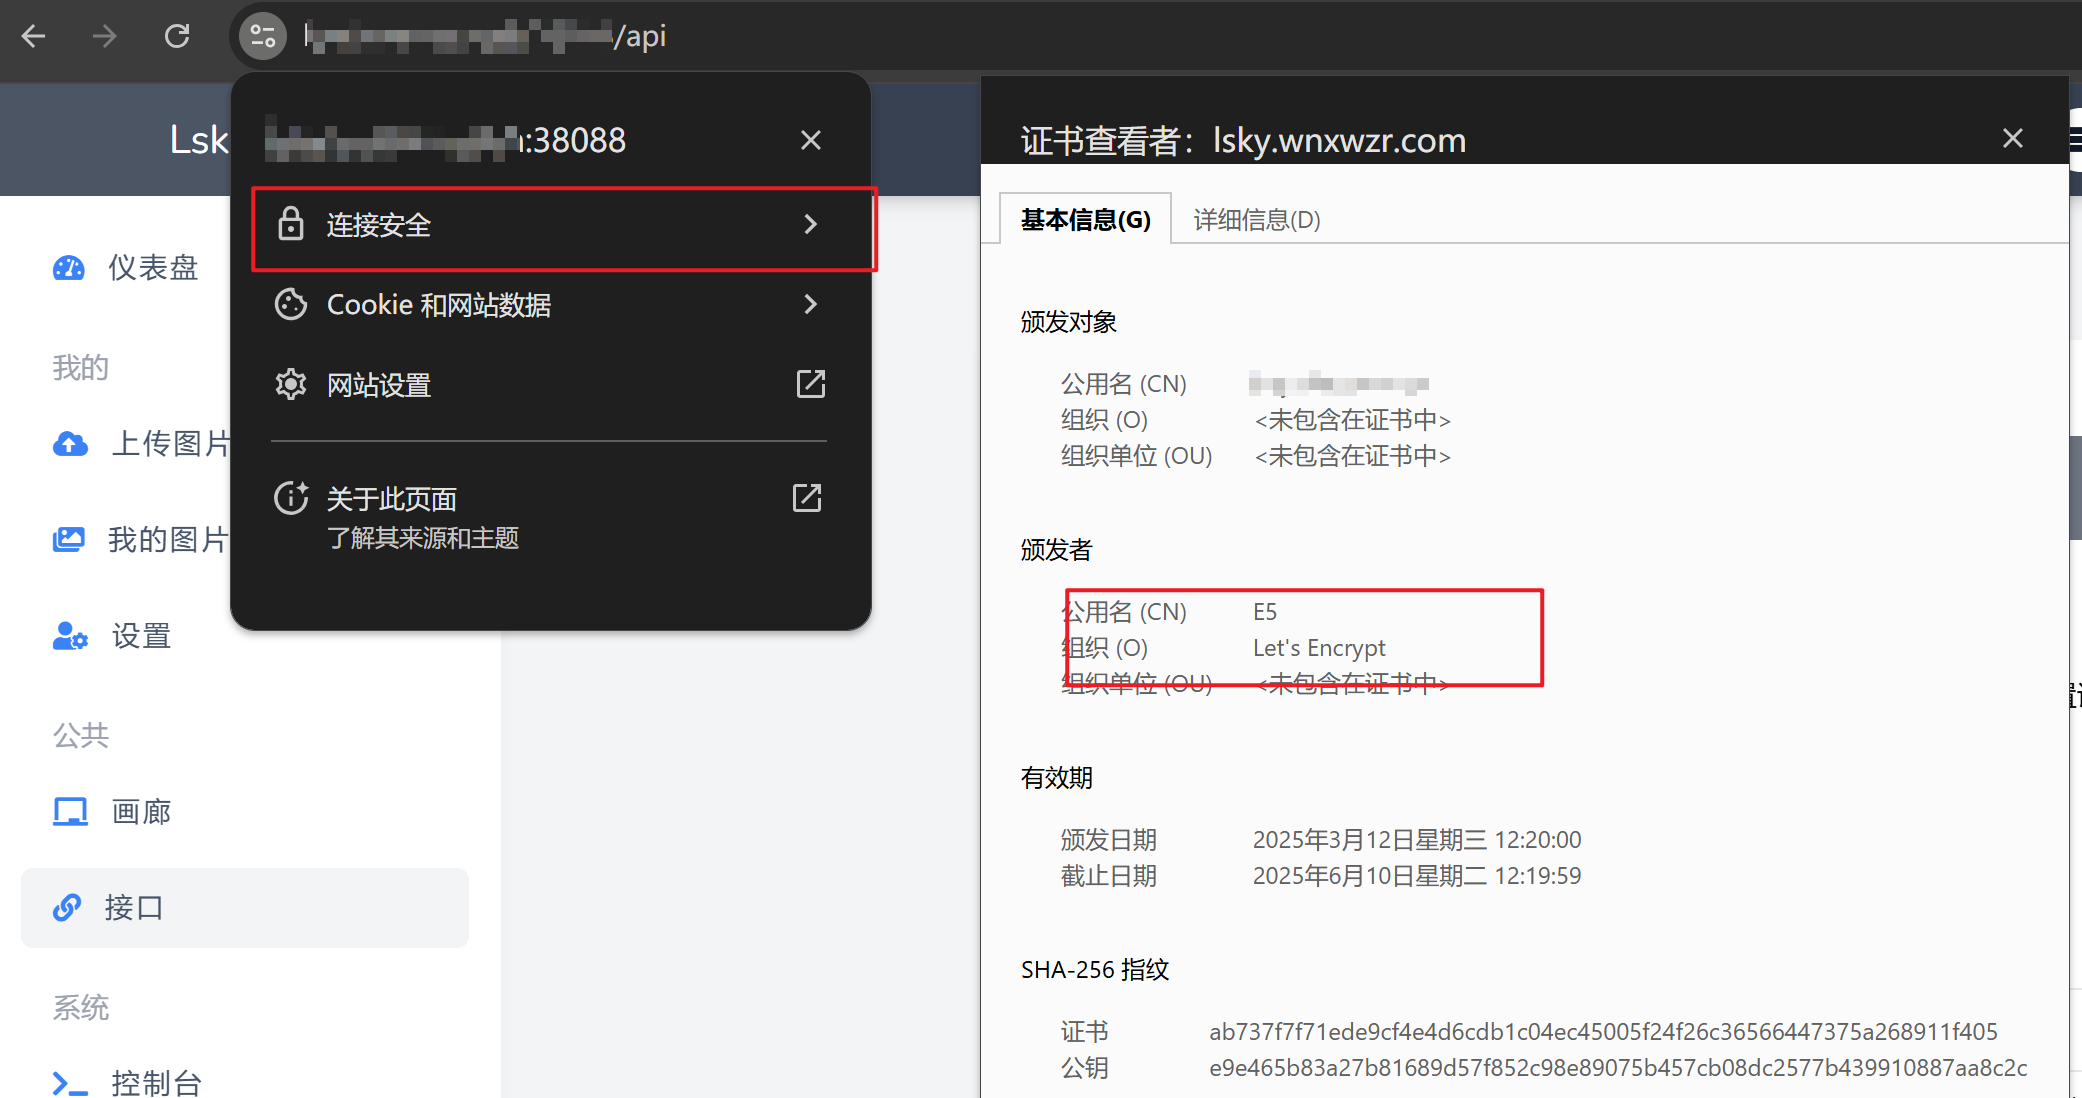 /api
Lsk
:38088
连接安全
Cookie 和网站数据
网站设置
关于此页面
了解其来源和主题
仪表盘
我的
上传图片
我的图片
设置
公共
画廊
接口
系统
控制台
证书查看者：lsky.wnxwzr.com
基本信息(G) 详细信息(D)
颁发对象
公用名 (CN)
组织 (O) <未包含在证书中>
组织单位 (OU) <未包含在证书中>
颁发者
公用名 (CN) E5
组织 (O) Let's Encrypt
组织单位 (OU) <未包含在证书中>
有效期
颁发日期 2025年3月12日星期三 12:20:00
截止日期 2025年6月10日星期二 12:19:59
SHA-256 指纹
证书 ab737f7f71ede9cf4e4d6cdb1c04ec45005f24f26c36566447375a268911f405
公钥 e9e465b83a27b81689d57f852c98e89075b457cb08dc2577b439910887aa8c2c